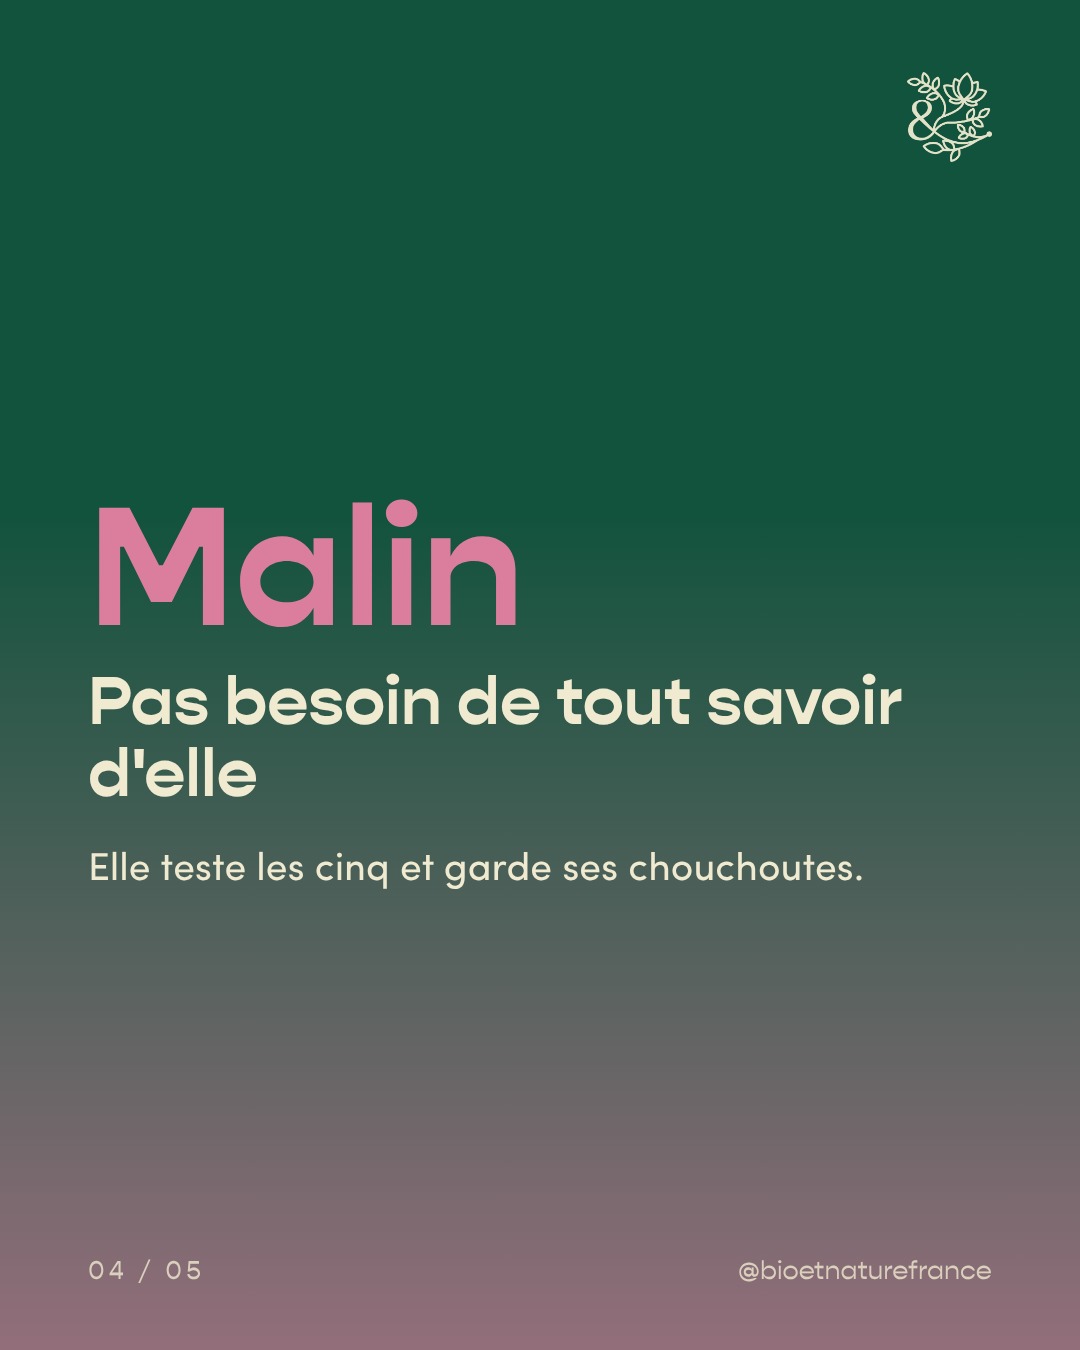 &
Malin
Pas besoin de tout savoir
d'elle
Elle teste les cinq et garde ses chouchoutes.
04 / 05
@bioetnaturefrance